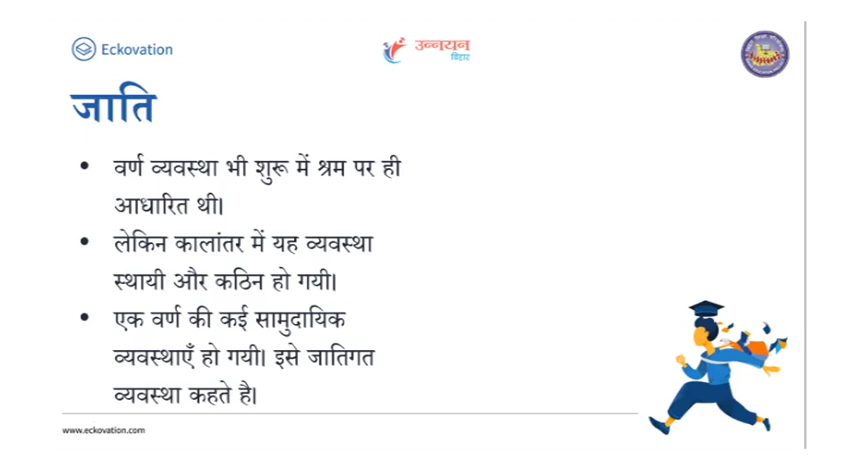 Eckovation
उन्नयन
बिहार
जाति
• वर्ण व्यवस्था भी शुरू में श्रम पर ही
आधारित थी।
• लेकिन कालांतर में यह व्यवस्था
स्थायी और कठिन हो गयी।
• एक वर्ण की कई सामुदायिक
व्यवस्थाएँ हो गयी। इसे जातिगत
व्यवस्था कहते है।
www.eckovation.com